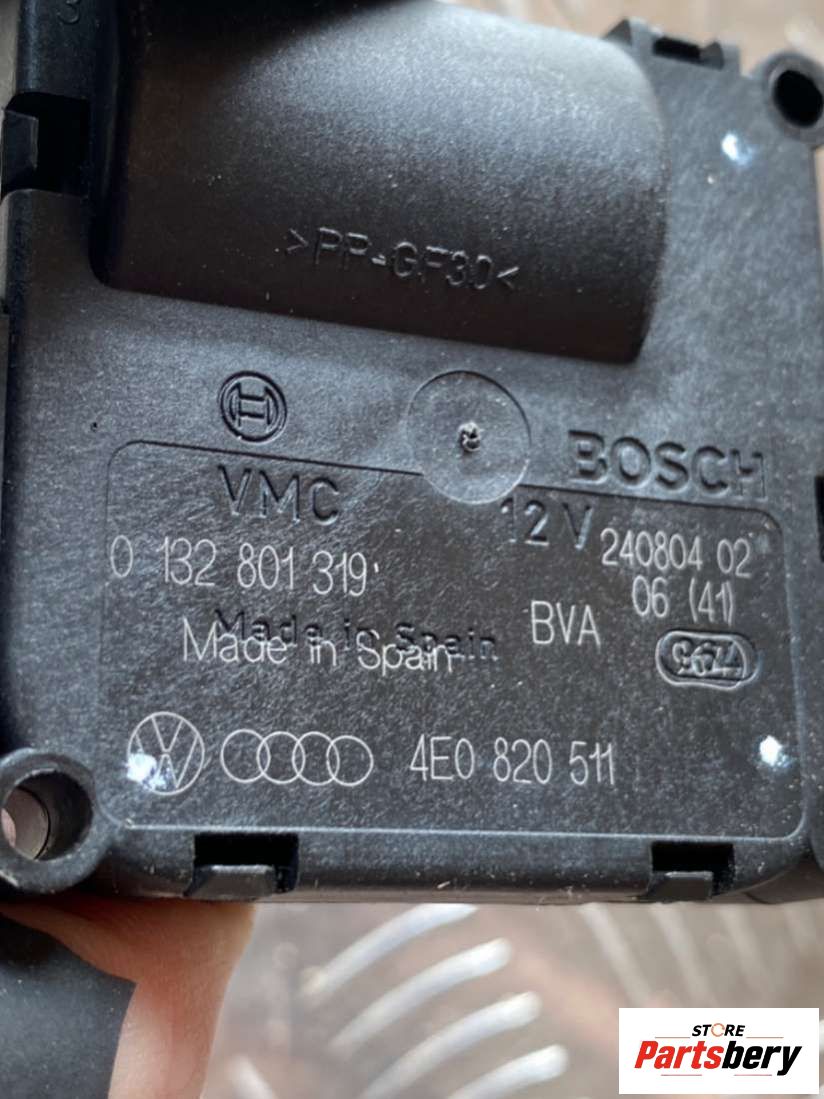 >PP-GF30<
BOSCH
VMC
12 V
0 132 801 319
240804 02
06 (41)
Made in Spain
Made in Spain
BVA
4E0 820 511
STORE
Partsbery